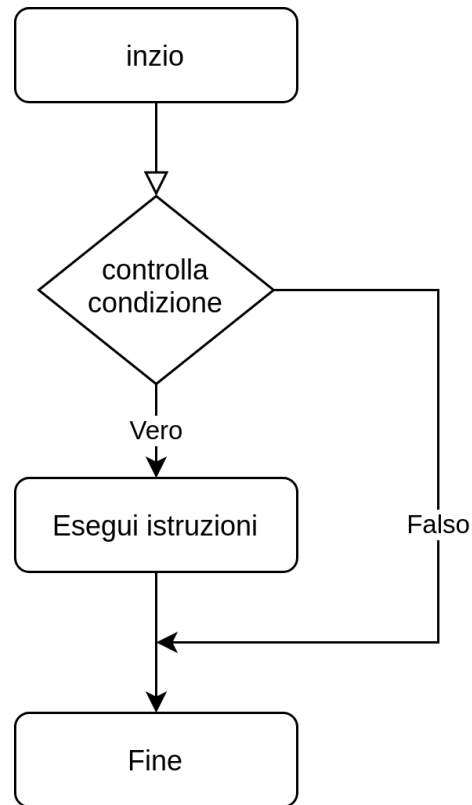 inzio
controlla
condizione
Vero
Esegui istruzioni
Falso
Fine